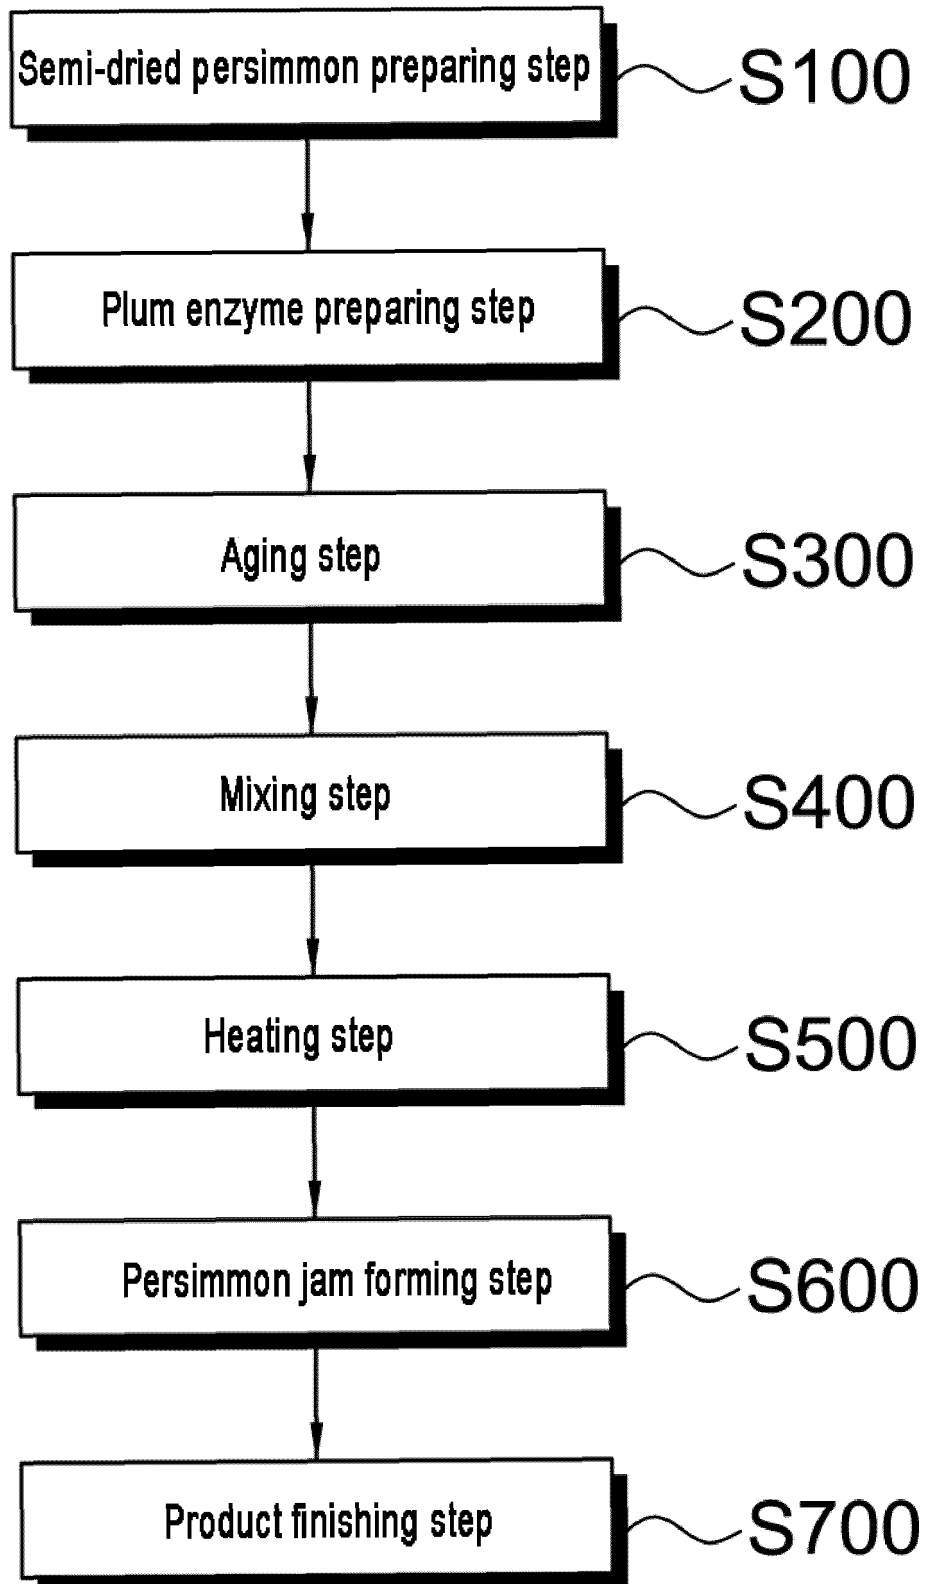 Semi-dried persimmon preparing step S100
Plum enzyme preparing step S200
Aging step S300
Mixing step S400
Heating step S500
Persimmon jam forming step S600
Product finishing step S700